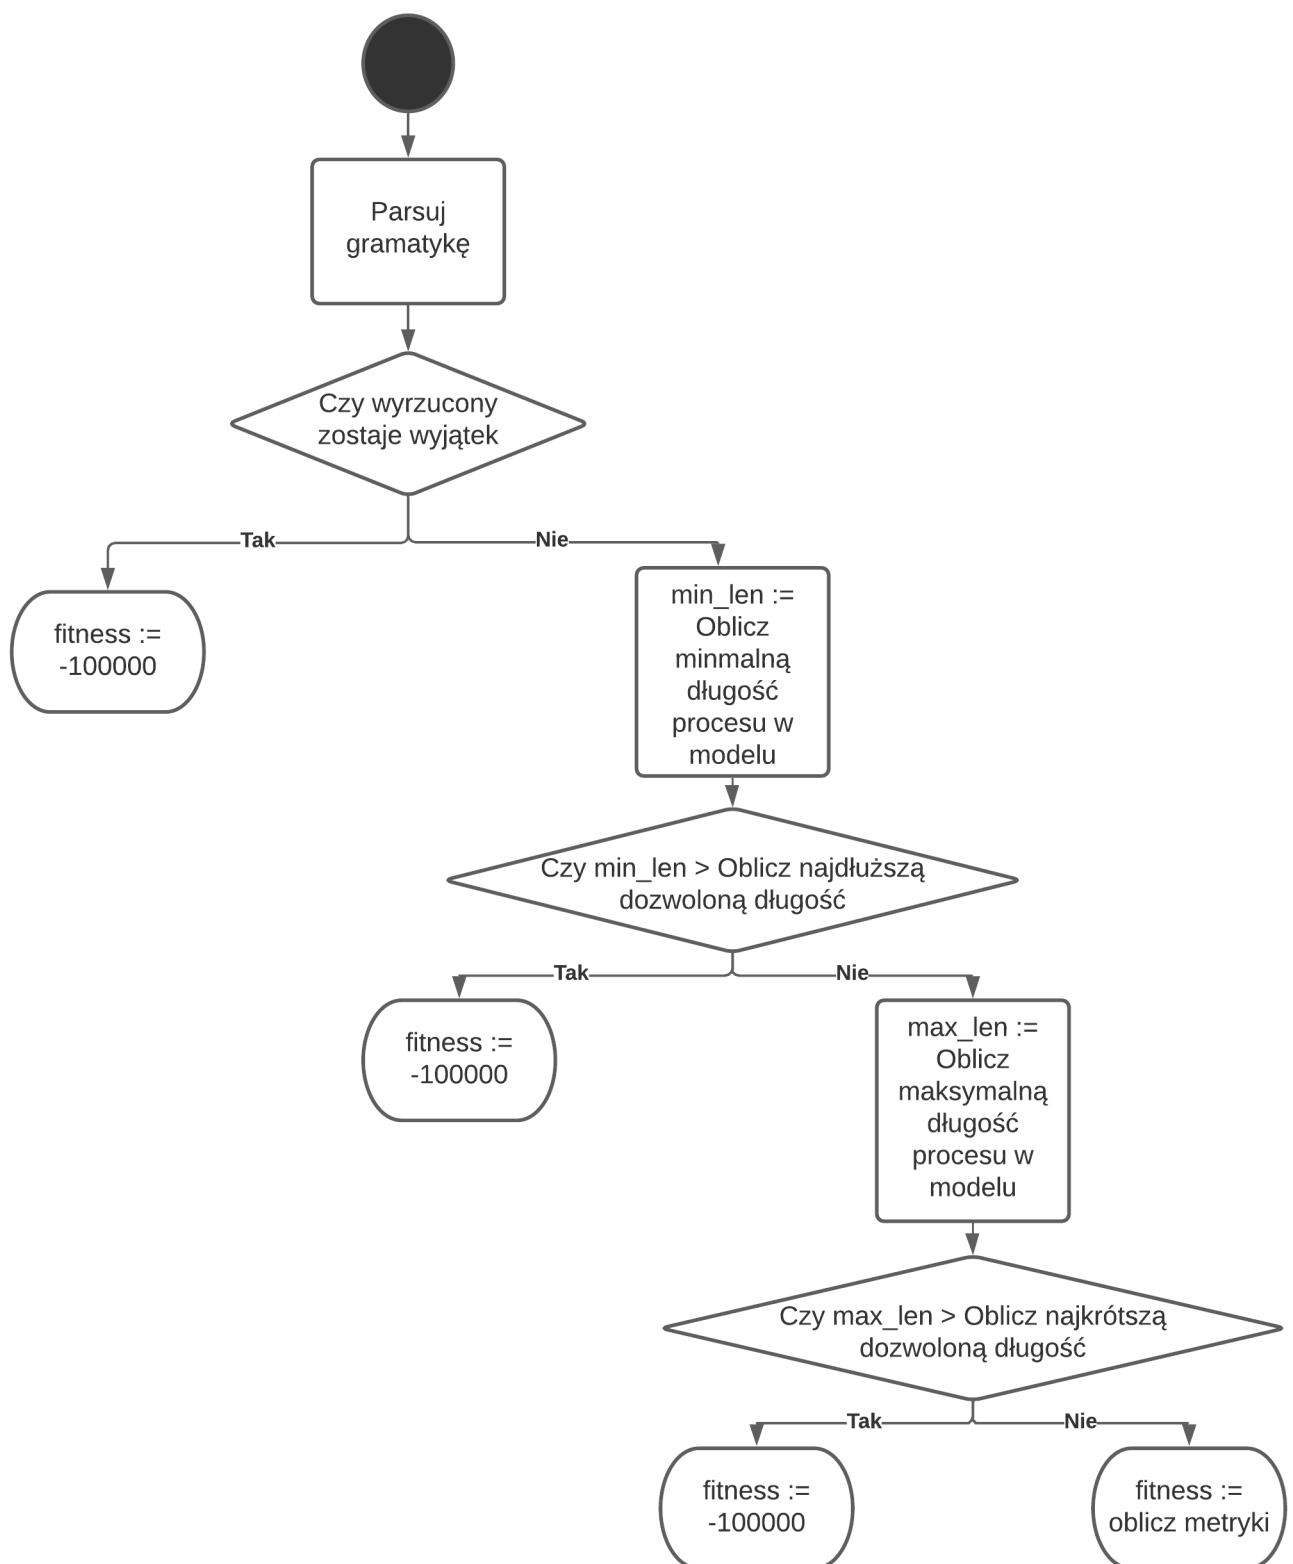 Parsuj
gramatykę
Czy wyrzucony
zostaje wyjątek
Tak
Nie
fitness :=
-100000
min_len :=
Oblicz
minmalną
długość
procesu w
modelu
Czy min_len > Oblicz najdłuższą
dozwoloną długość
Tak
Nie
fitness :=
-100000
max_len :=
Oblicz
maksymalną
długość
procesu w
modelu
Czy max_len > Oblicz najkrótszą
dozwoloną długość
Tak
Nie
fitness :=
-100000
fitness :=
oblicz metryki